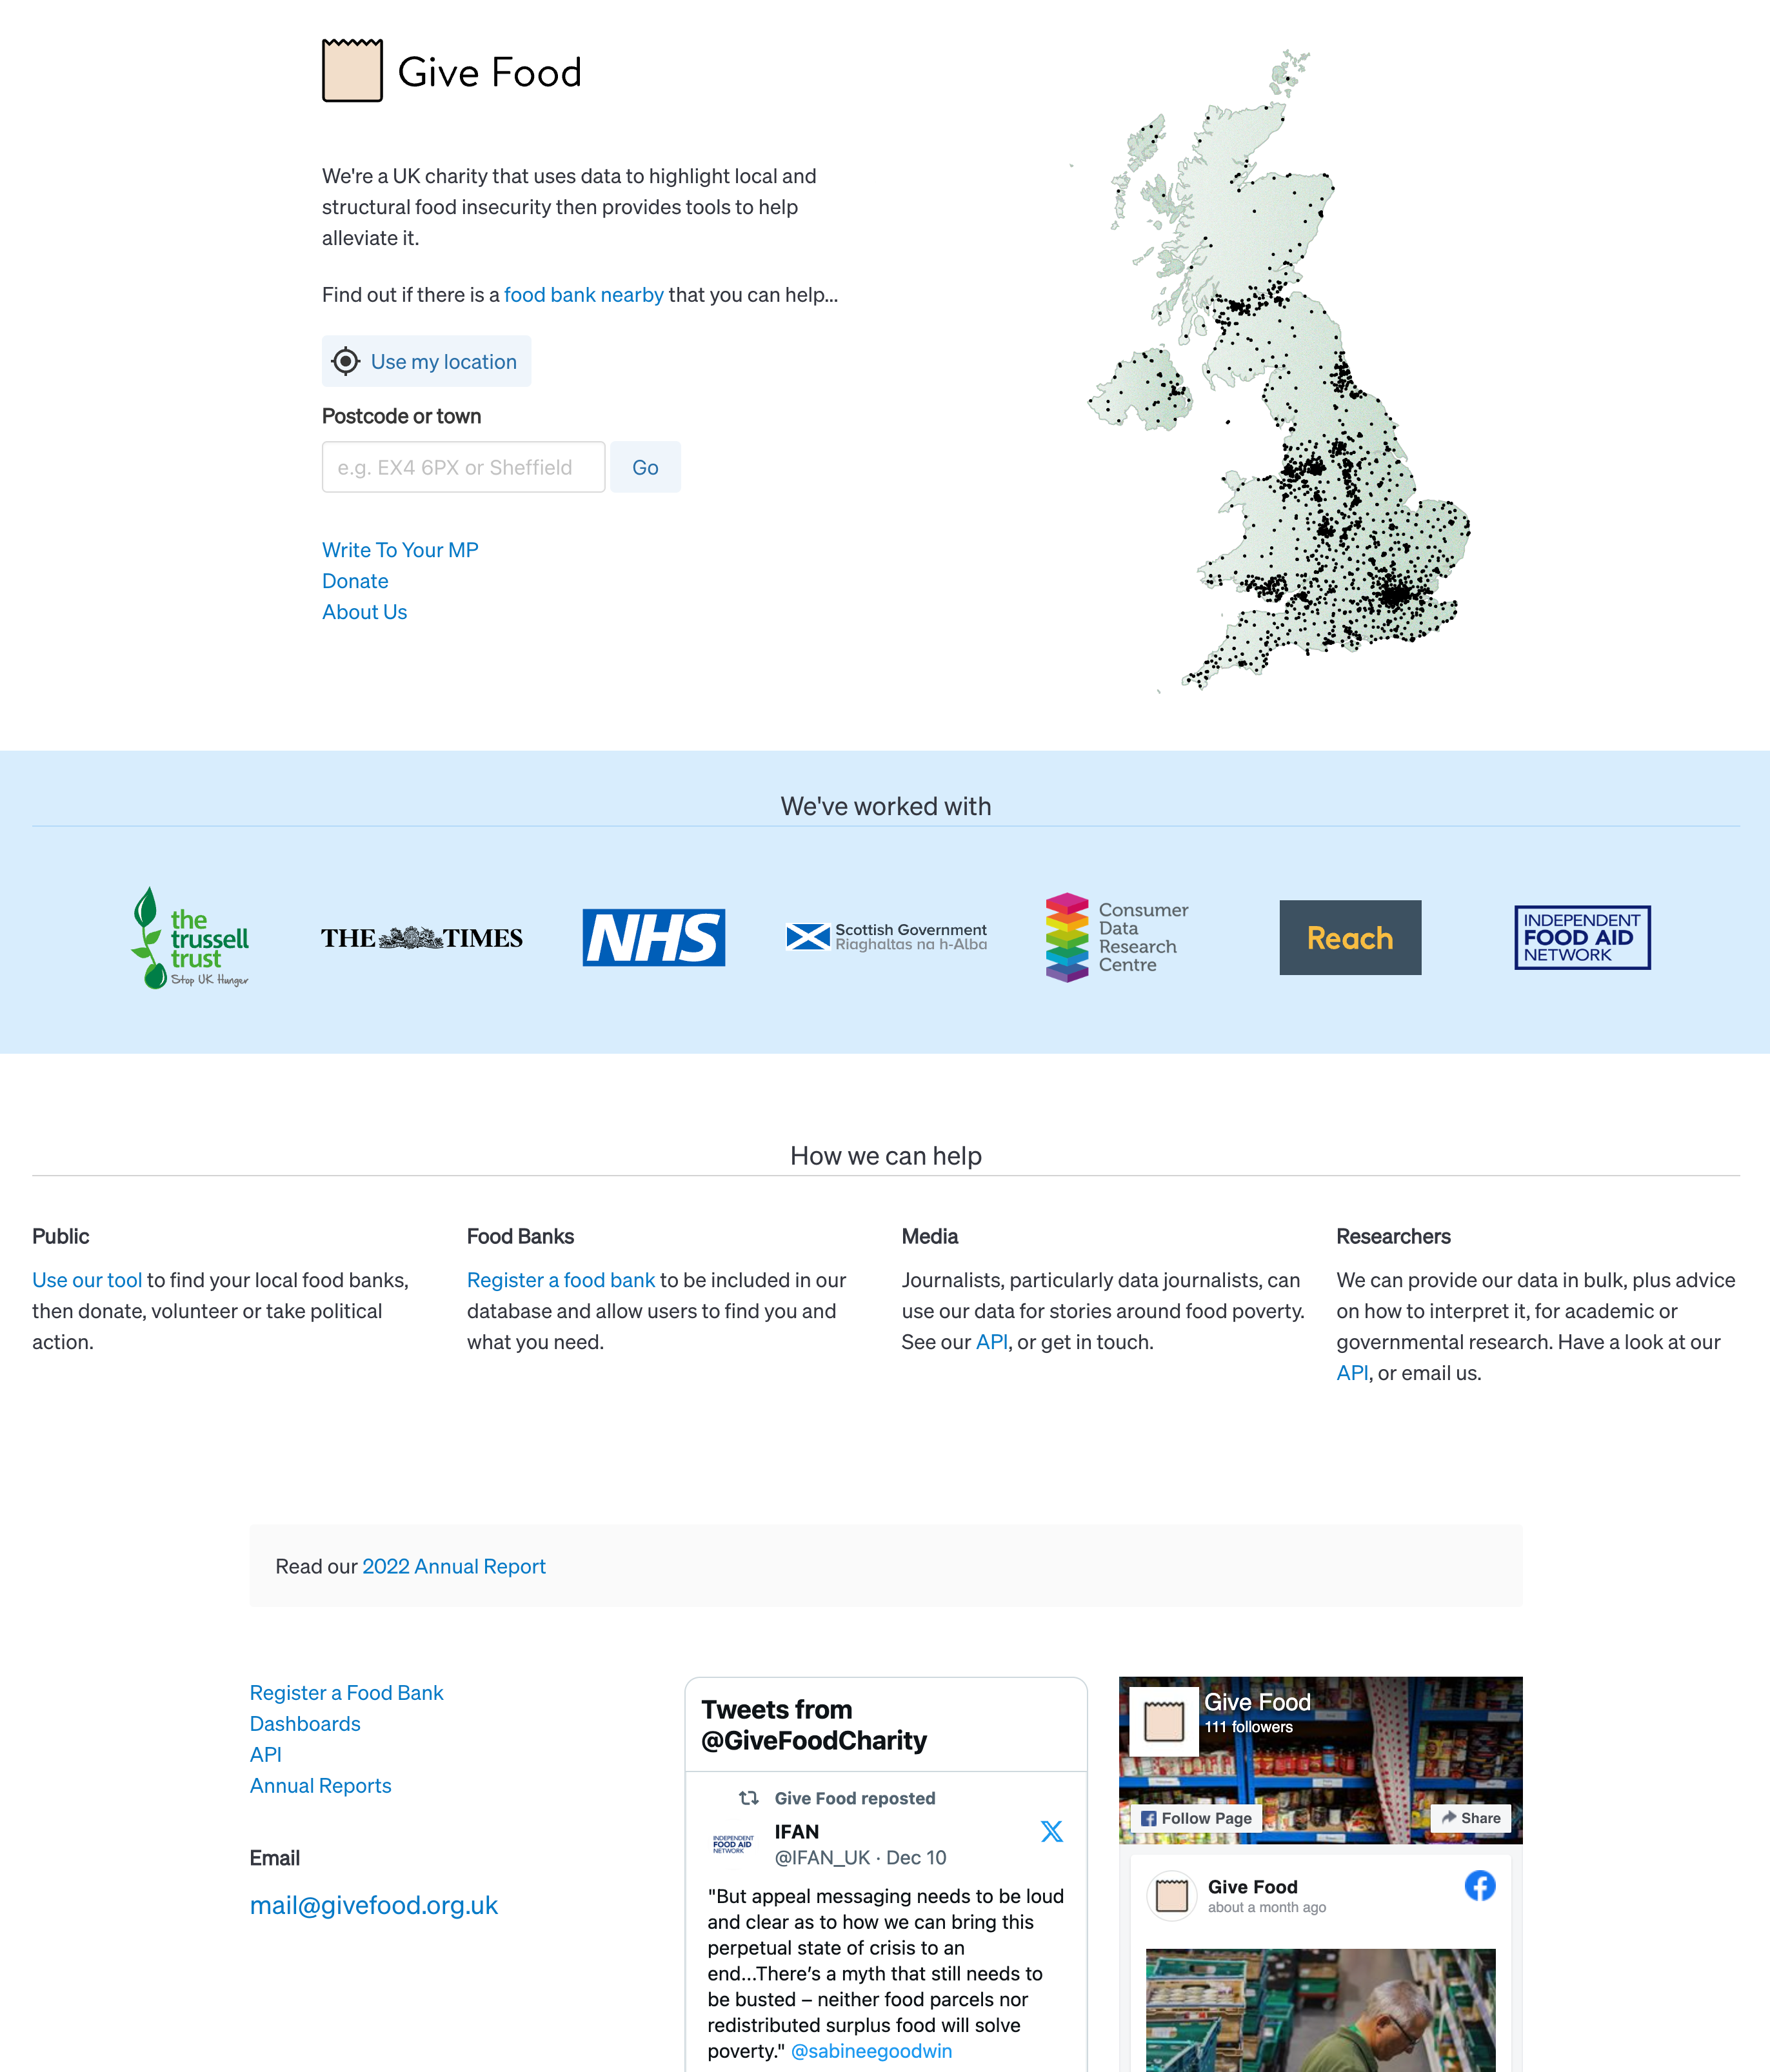 Give Food
We're a UK charity that uses data to highlight local and
structural food insecurity then provides tools to help
alleviate it.
Find out if there is a food bank nearby that you can help...
Use my location
Postcode or town
e.g. EX4 6PX or Sheffield
Go
Write To Your MP
Donate
About Us
We've worked with
the
trussell
trust
Stop UK Hunger
THE TIMES
NHS
Scottish Government
Riaghaltas na h-Alba
Consumer
Data
Research
Centre
Reach
INDEPENDENT
FOOD AID
NETWORK
How we can help
Public
Use our tool to find your local food banks,
then donate, volunteer or take political
action.
Food Banks
Register a food bank to be included in our
database and allow users to find you and
what you need.
Media
Journalists, particularly data journalists, can
use our data for stories around food poverty.
See our API, or get in touch.
Researchers
We can provide our data in bulk, plus advice
on how to interpret it, for academic or
governmental research. Have a look at our
API, or email us.
Read our 2022 Annual Report
Register a Food Bank
Dashboards
API
Annual Reports
Email
mail@givefood.org.uk
Tweets from
@GiveFoodCharity
Give Food reposted
INDEPENDENT
FOOD AID
NETWORK
IFAN
@IFAN_UK · Dec 10
"But appeal messaging needs to be loud
and clear as to how we can bring this
perpetual state of crisis to an
end...There's a myth that still needs to
be busted – neither food parcels nor
redistributed surplus food will solve
poverty." @sabineegoodwin
Give Food
111 followers
Follow Page
Share
Give Food
about a month ago